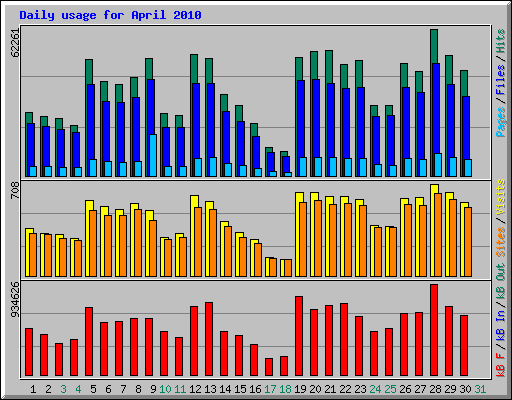 Daily usage for April 2010
62261
Pages / Files / Hits
708
Sites / Visits
934626
kB F / kB In / kB Out
1 2 3 4 5 6 7 8 9 10 11 12 13 14 15 16 17 18 19 20 21 22 23 24 25 26 27 28 29 30 31